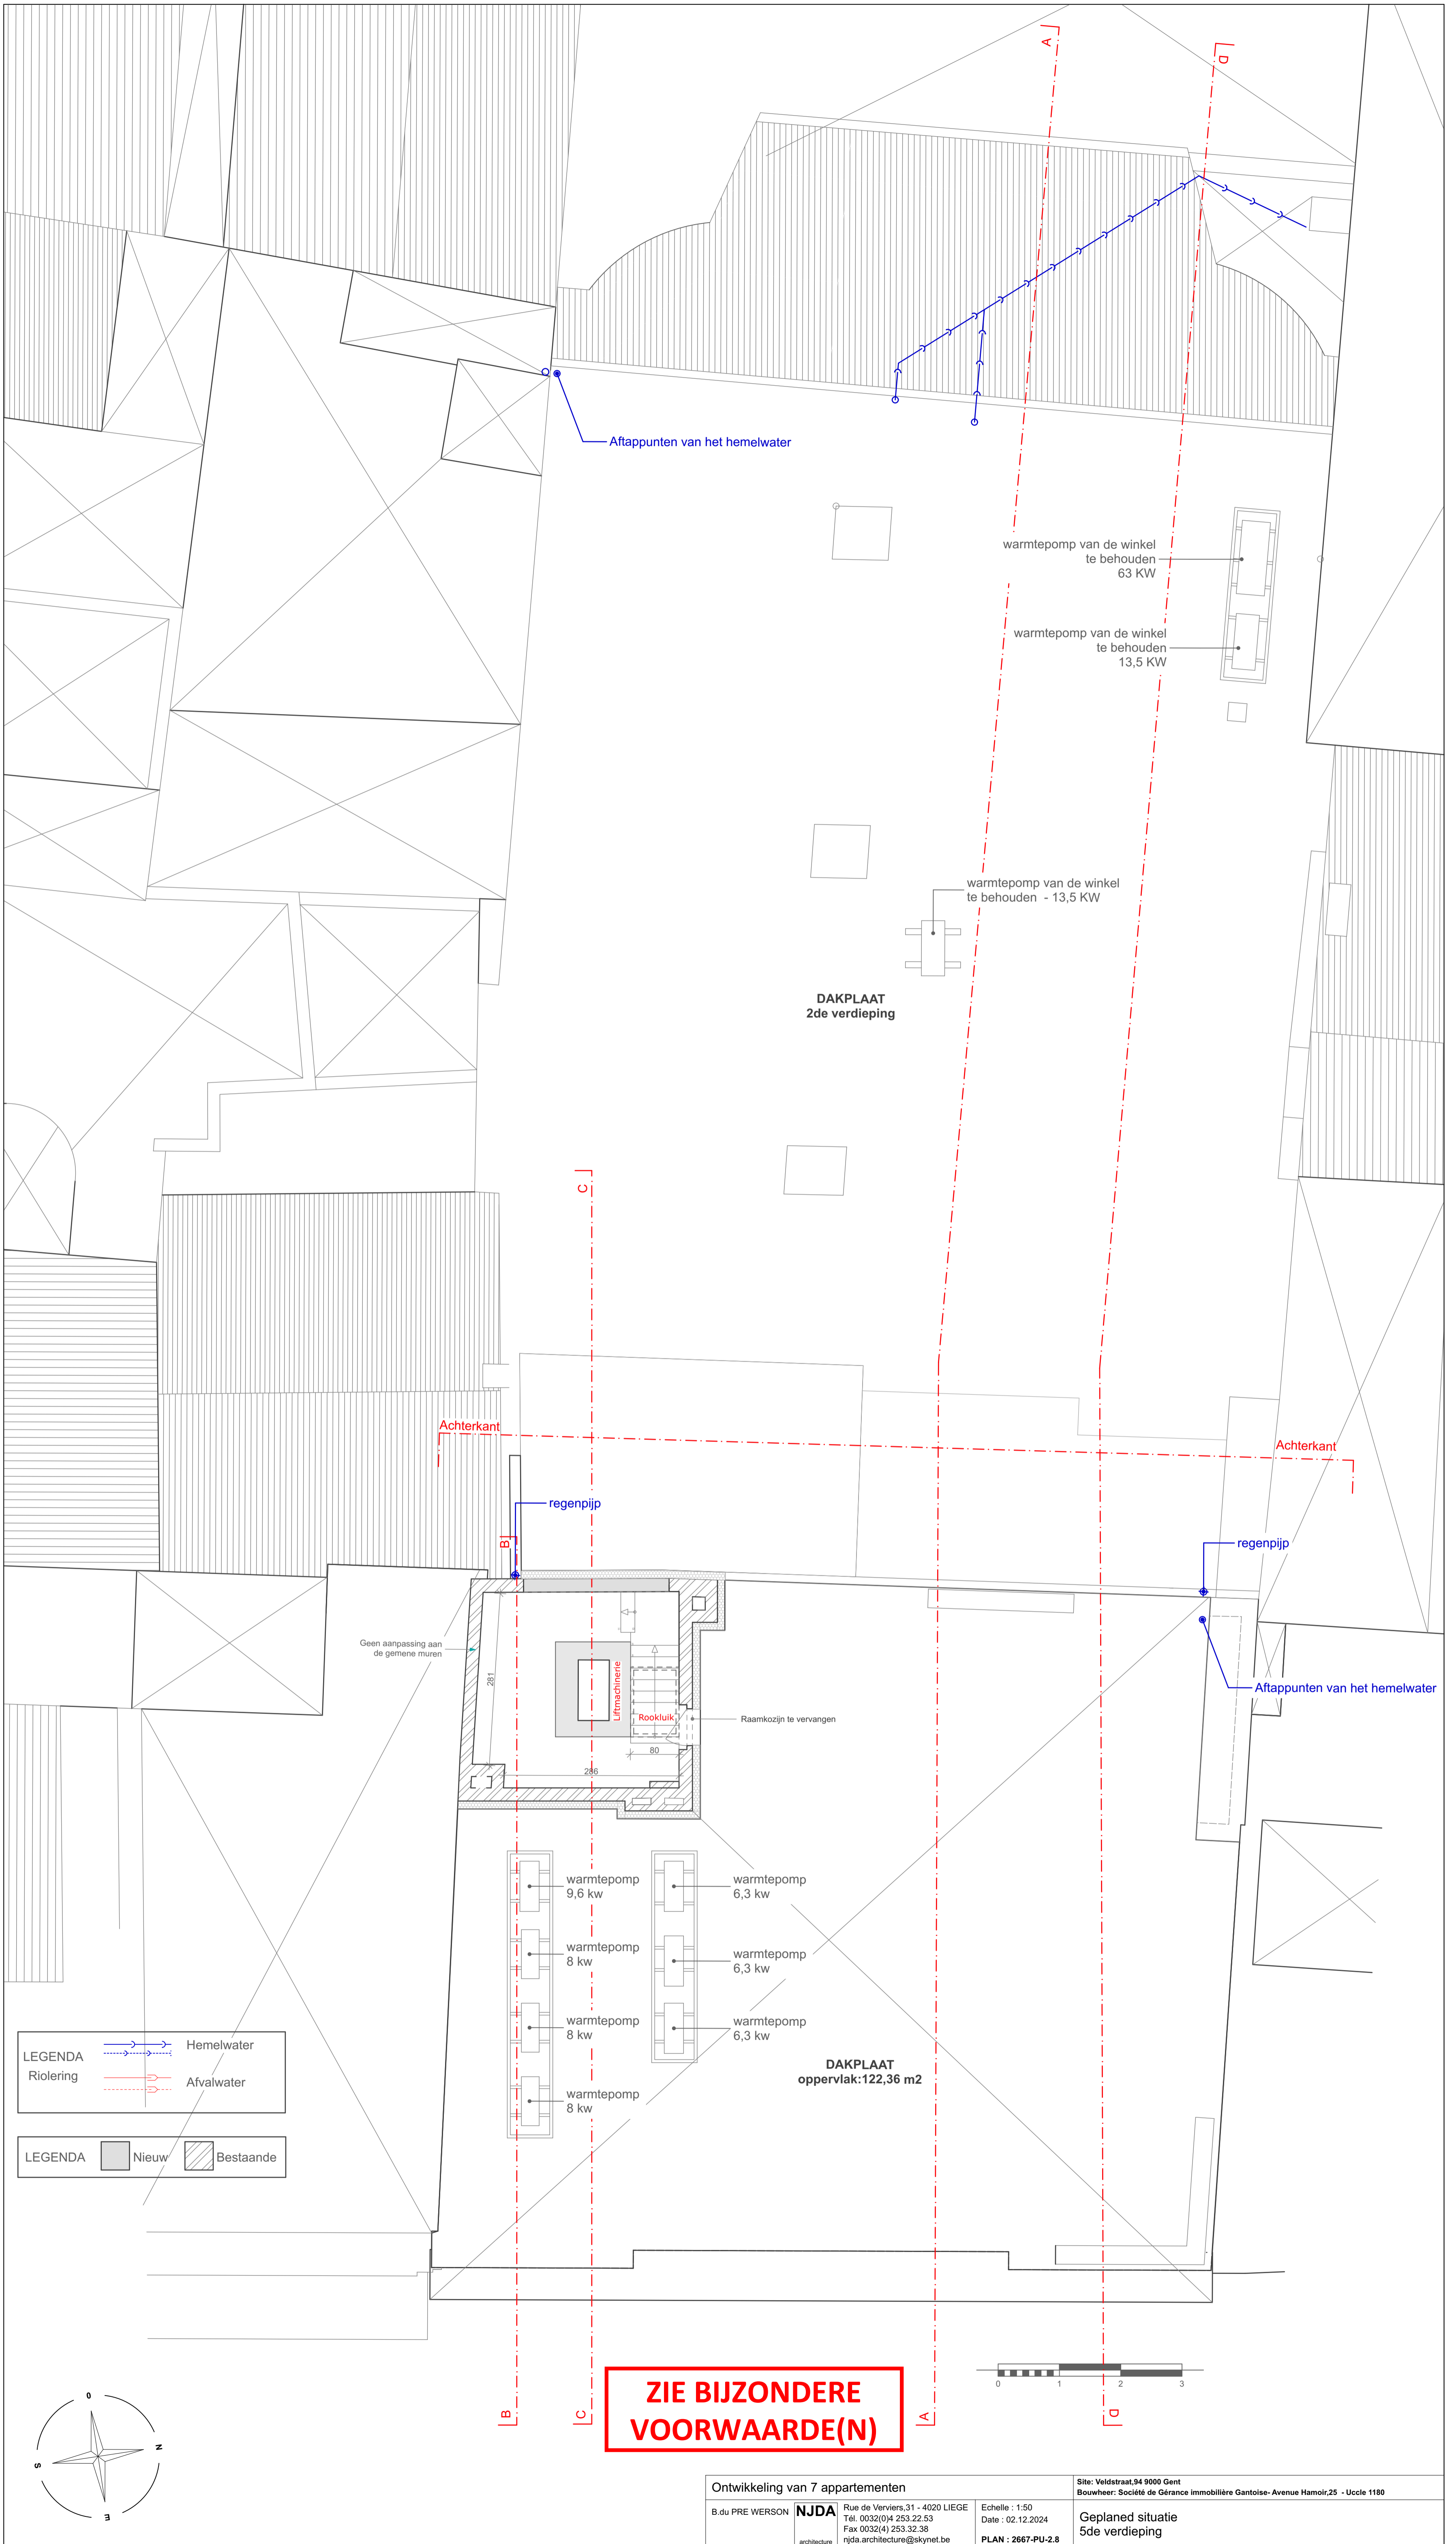 A
D
Aftappunten van het hemelwater
warmtepomp van de winkel
te behouden
63 KW
warmtepomp van de winkel
te behouden
13,5 KW
warmtepomp van de winkel
te behouden - 13,5 KW
DAKPLAAT
2de verdieping
C
Achterkant
Achterkant
regenpijp
B
regenpijp
Geen aanpassing aan
de gemene muren
281
Liftmachinerie
Rookluik
Raamkozijn te vervangen
80
286
Aftappunten van het hemelwater
warmtepomp
9,6 kw
warmtepomp
6,3 kw
warmtepomp
8 kw
warmtepomp
6,3 kw
warmtepomp
8 kw
warmtepomp
6,3 kw
warmtepomp
8 kw
DAKPLAAT
oppervlak:122,36 m2
LEGENDA
Riolering
Hemelwater
Afvalwater
LEGENDA
Nieuw
Bestaande
0 1 2 3
B
C
A
D
ZIE BIJZONDERE
VOORWAARDE(N)
O
N
S
E
Ontwikkeling van 7 appartementen
Site: Veldstraat,94 9000 Gent
Bouwheer: Société de Gérance immobilière Gantoise- Avenue Hamoir,25 - Uccle 1180
B.du PRE WERSON
NJDA
architecture
Rue de Verviers,31 - 4020 LIEGE
Tél. 0032(0)4 253.22.53
Fax 0032(4) 253.32.38
njda.architecture@skynet.be
Echelle : 1:50
Date : 02.12.2024
PLAN : 2667-PU-2.8
Geplaned situatie
5de verdieping